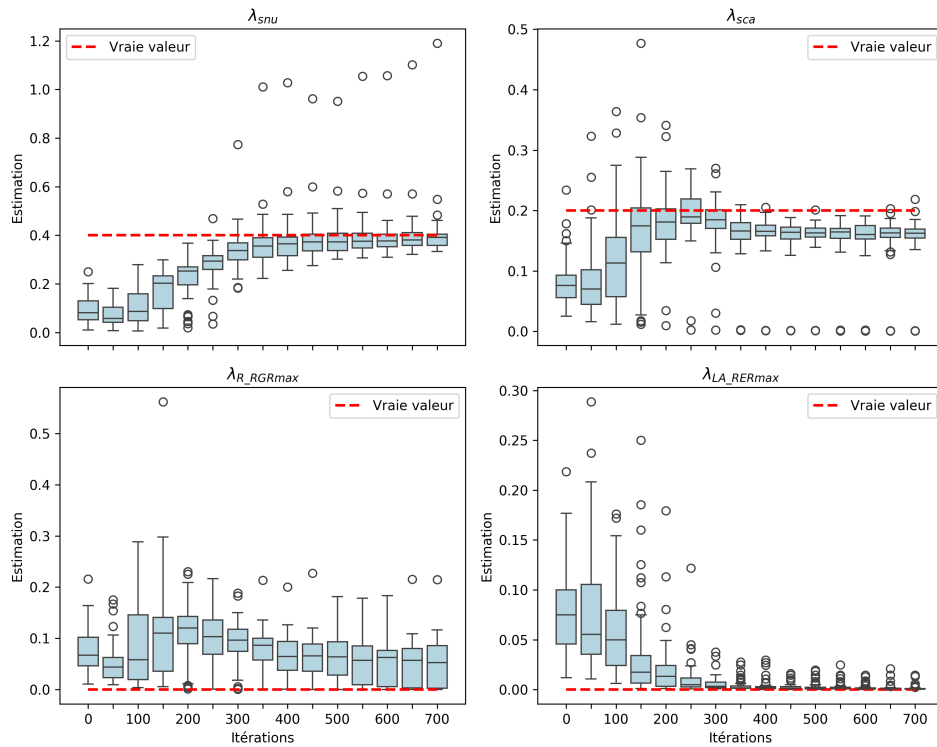 λsnu
Vraie valeur
Estimation
0.0
0.2
0.4
0.6
0.8
1.0
1.2
λsca
Vraie valeur
Estimation
0.0
0.1
0.2
0.3
0.4
0.5
λR_RGRmax
Vraie valeur
Estimation
0.0
0.1
0.2
0.3
0.4
0.5
0 100 200 300 400 500 600 700
Itérations
λLA_RERmax
Vraie valeur
Estimation
0.00
0.05
0.10
0.15
0.20
0.25
0.30
0 100 200 300 400 500 600 700
Itérations